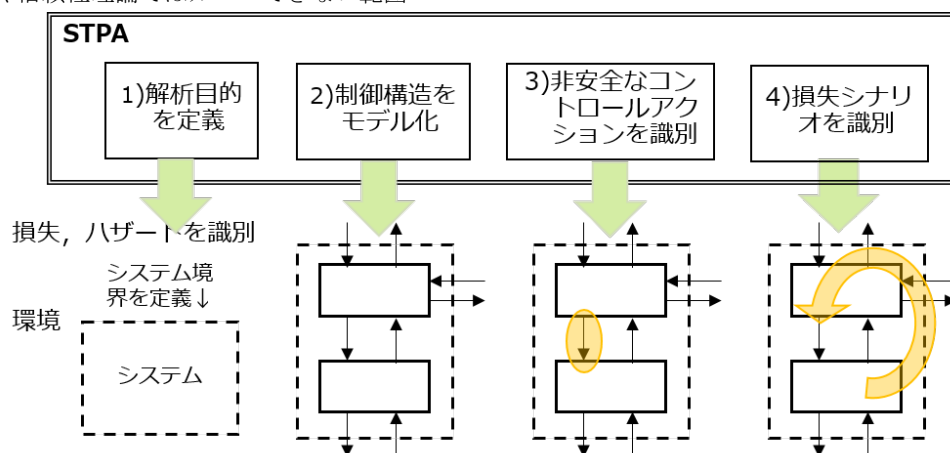 STPA
1)解析目的
を定義
2)制御構造を
モデル化
3)非安全なコン
トロールアク
ションを識別
4)損失シナリ
オを識別
損失，ハザードを識別
システム境
界を定義↓
環境
システム